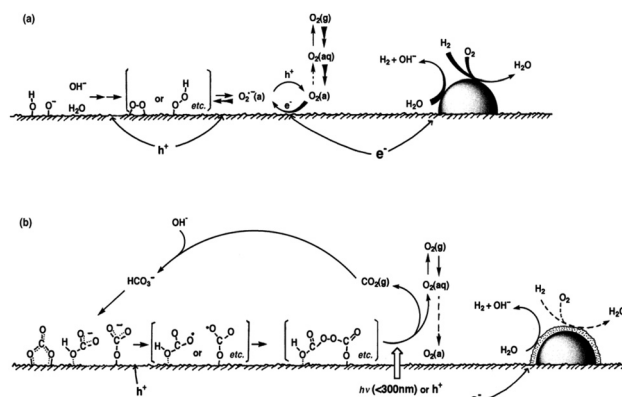 (a)
O₂(g)
O₂(aq)
O₂(a)
h⁺
e⁻
H
O
O⁻
OH⁻
H₂O
O-O
or
H
O
O
etc.
O₂•⁻(a)
h⁺
e⁻
H₂ + OH⁻
H₂
O₂
H₂O
H₂O
(b)
OH⁻
HCO₃⁻
CO₂(g)
O₂(g)
O₂(aq)
O₂(a)
or
etc.
etc.
h⁺
hν (<300nm) or h⁺
H₂ + OH⁻
H₂
O₂
H₂O
H₂O
e⁻